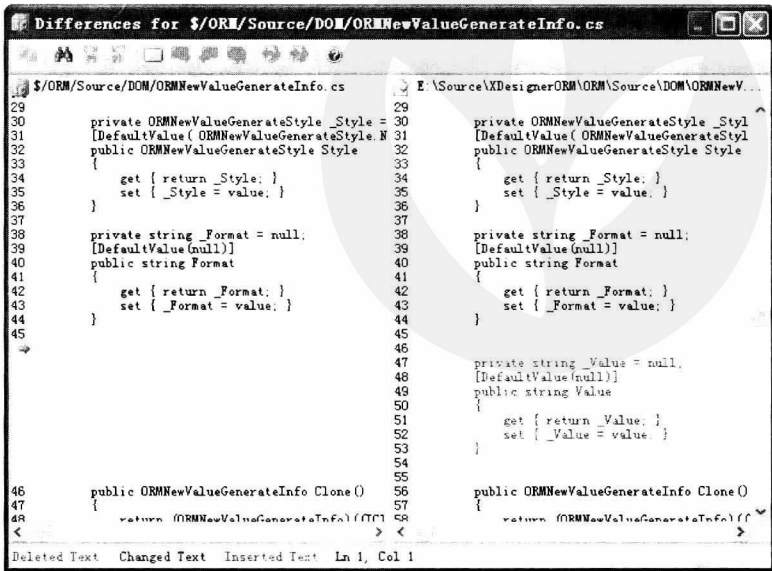 Differences for $/ORM/Source/DOM/ORMNewValueGenerateInfo.cs
$/ORM/Source/DOM/ORMNewValueGenerateInfo.cs
29
30 private ORMNewValueGenerateStyle _Style =
31 [DefaultValue( ORMNewValueGenerateStyle.N
32 public ORMNewValueGenerateStyle Style
33 {
34 get { return _Style; }
35 set { _Style = value; }
36 }
37
38 private string _Format = null;
39 [DefaultValue(null)]
40 public string Format
41 {
42 get { return _Format; }
43 set { _Format = value; }
44 }
45
46 public ORMNewValueGenerateInfo Clone()
47 {
48 return (ORMNewValueGenerateInfo)((ICl
E:\Source\XDesignerORM\ORM\Source\DOM\ORMNewV...
29
30 private ORMNewValueGenerateStyle _Styl
31 [DefaultValue( ORMNewValueGenerateStyl
32 public ORMNewValueGenerateStyle Style
33 {
34 get { return _Style; }
35 set { _Style = value; }
36 }
37
38 private string _Format = null;
39 [DefaultValue(null)]
40 public string Format
41 {
42 get { return _Format; }
43 set { _Format = value; }
44 }
45
46
47 private string _Value = null;
48 [DefaultValue(null)]
49 public string Value
50 {
51 get { return _Value; }
52 set { _Value = value; }
53 }
54
55
56 public ORMNewValueGenerateInfo Clone()
57 {
58 return (ORMNewValueGenerateInfo)((
Deleted Text Changed Text Inserted Text Ln 1, Col 1